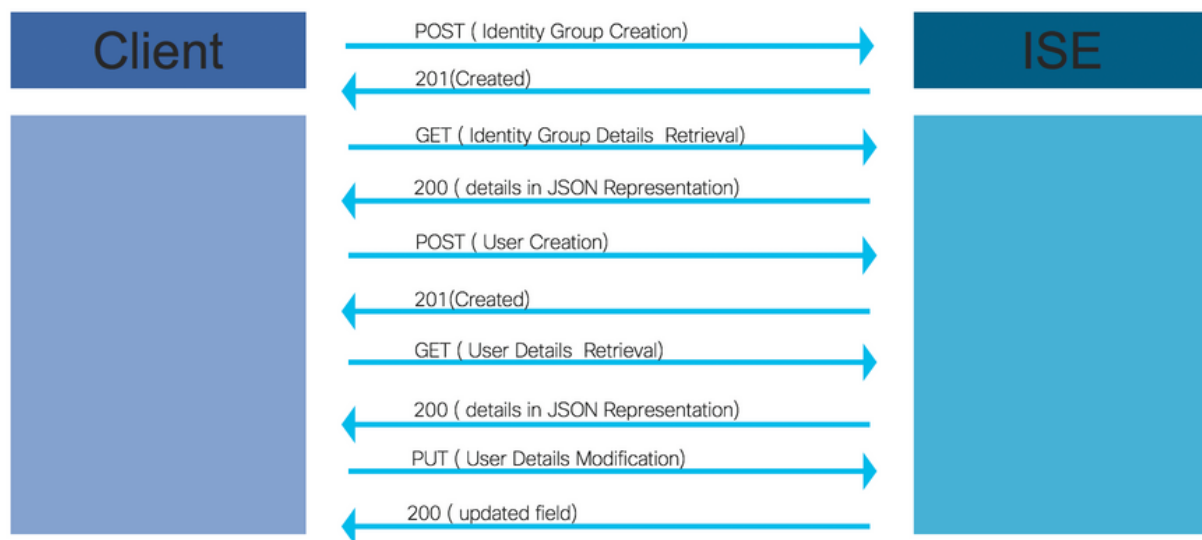 Client
ISE
POST ( Identity Group Creation)
201(Created)
GET ( Identity Group Details Retrieval)
200 ( details in JSON Representation)
POST ( User Creation)
201(Created)
GET ( User Details Retrieval)
200 ( details in JSON Representation)
PUT ( User Details Modification)
200 ( updated field)